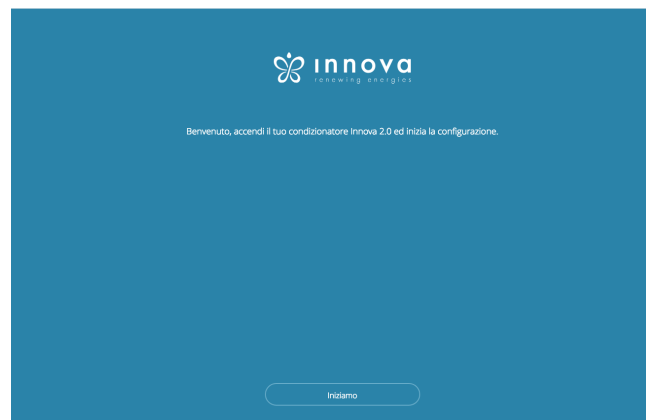 innova
renewing energies
Benvenuto, accendi il tuo condizionatore Innova 2.0 ed inizia la configurazione.
Iniziamo